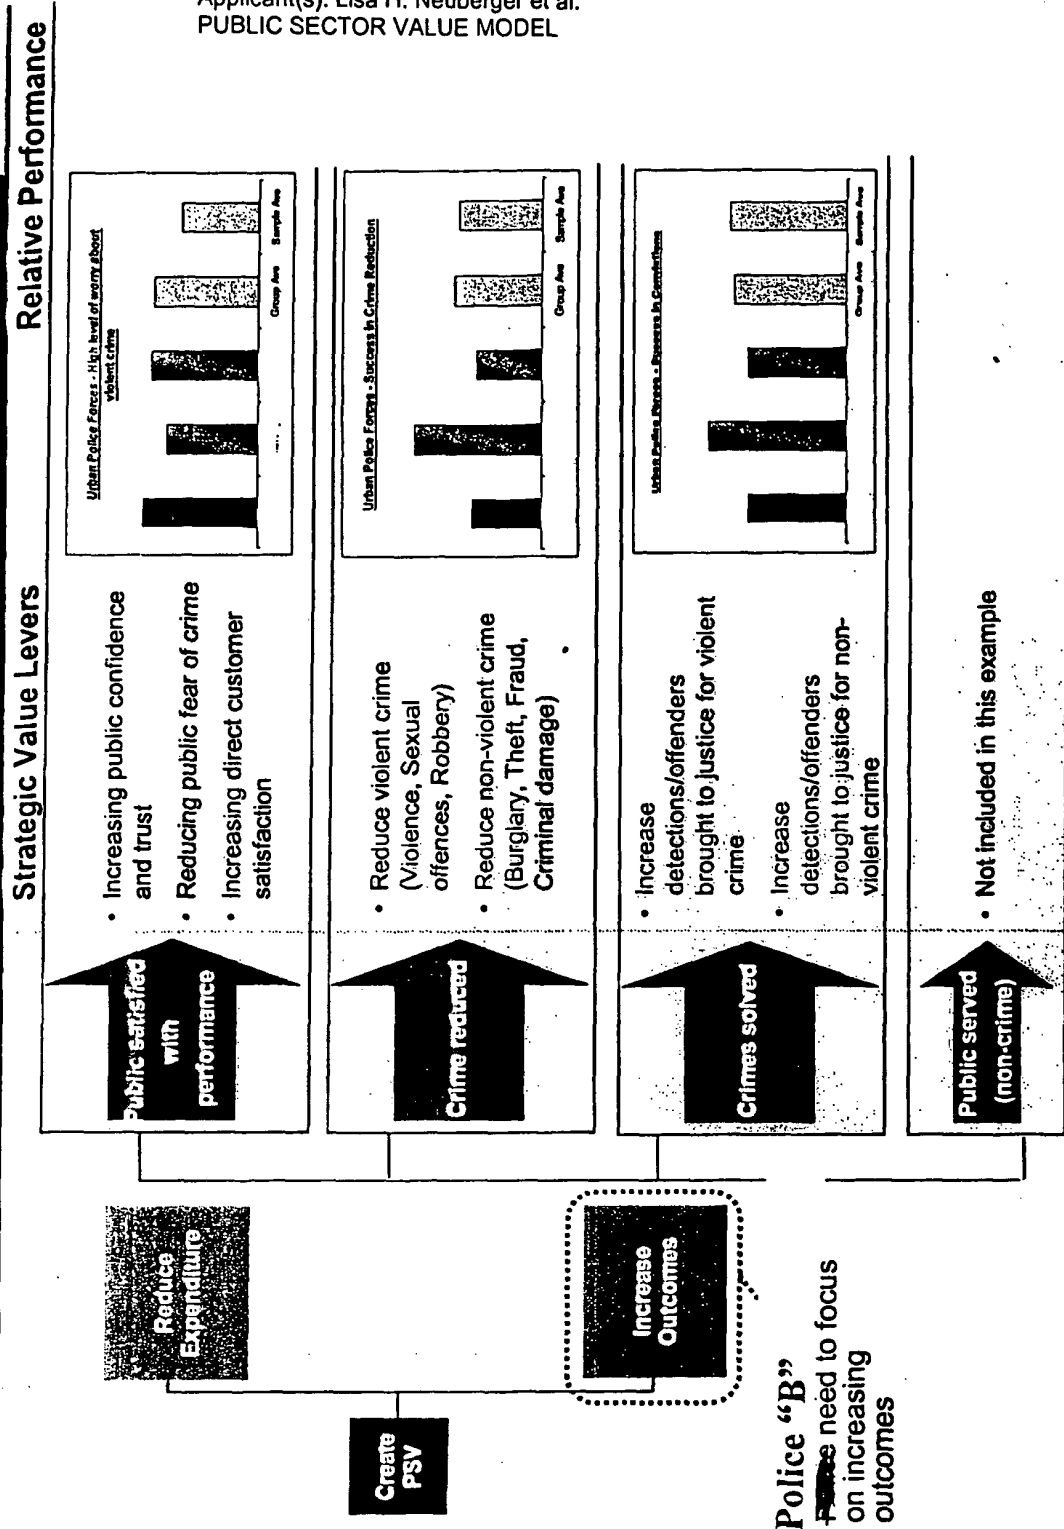 Applicant(s): Lisa H. Neuberger et al.
PUBLIC SECTOR VALUE MODEL
Strategic Value Levers
Relative Performance
Create
PSV
Reduce
Expenditure
Increase
Outcomes
Police “B”
need to focus
on increasing
outcomes
Public satisfied
with
performance
• Increasing public confidence
and trust
• Reducing public fear of crime
• Increasing direct customer
satisfaction
Urban Police Forces - High level of worry about
violent crime
Group Ave
Sample Ave
Crime reduced
• Reduce violent crime
(Violence, Sexual
offences, Robbery)
• Reduce non-violent crime
(Burglary, Theft, Fraud,
Criminal damage)
Urban Police Forces - Success in Crime Reduction
Group Ave
Sample Ave
Crimes solved
• Increase
detections/offenders
brought to justice for violent
crime
• Increase
detections/offenders
brought to justice for non-
violent crime
Urban Police Forces - Success in Convictions
Group Ave
Sample Ave
Public served
(non-crime)
• Not included in this example